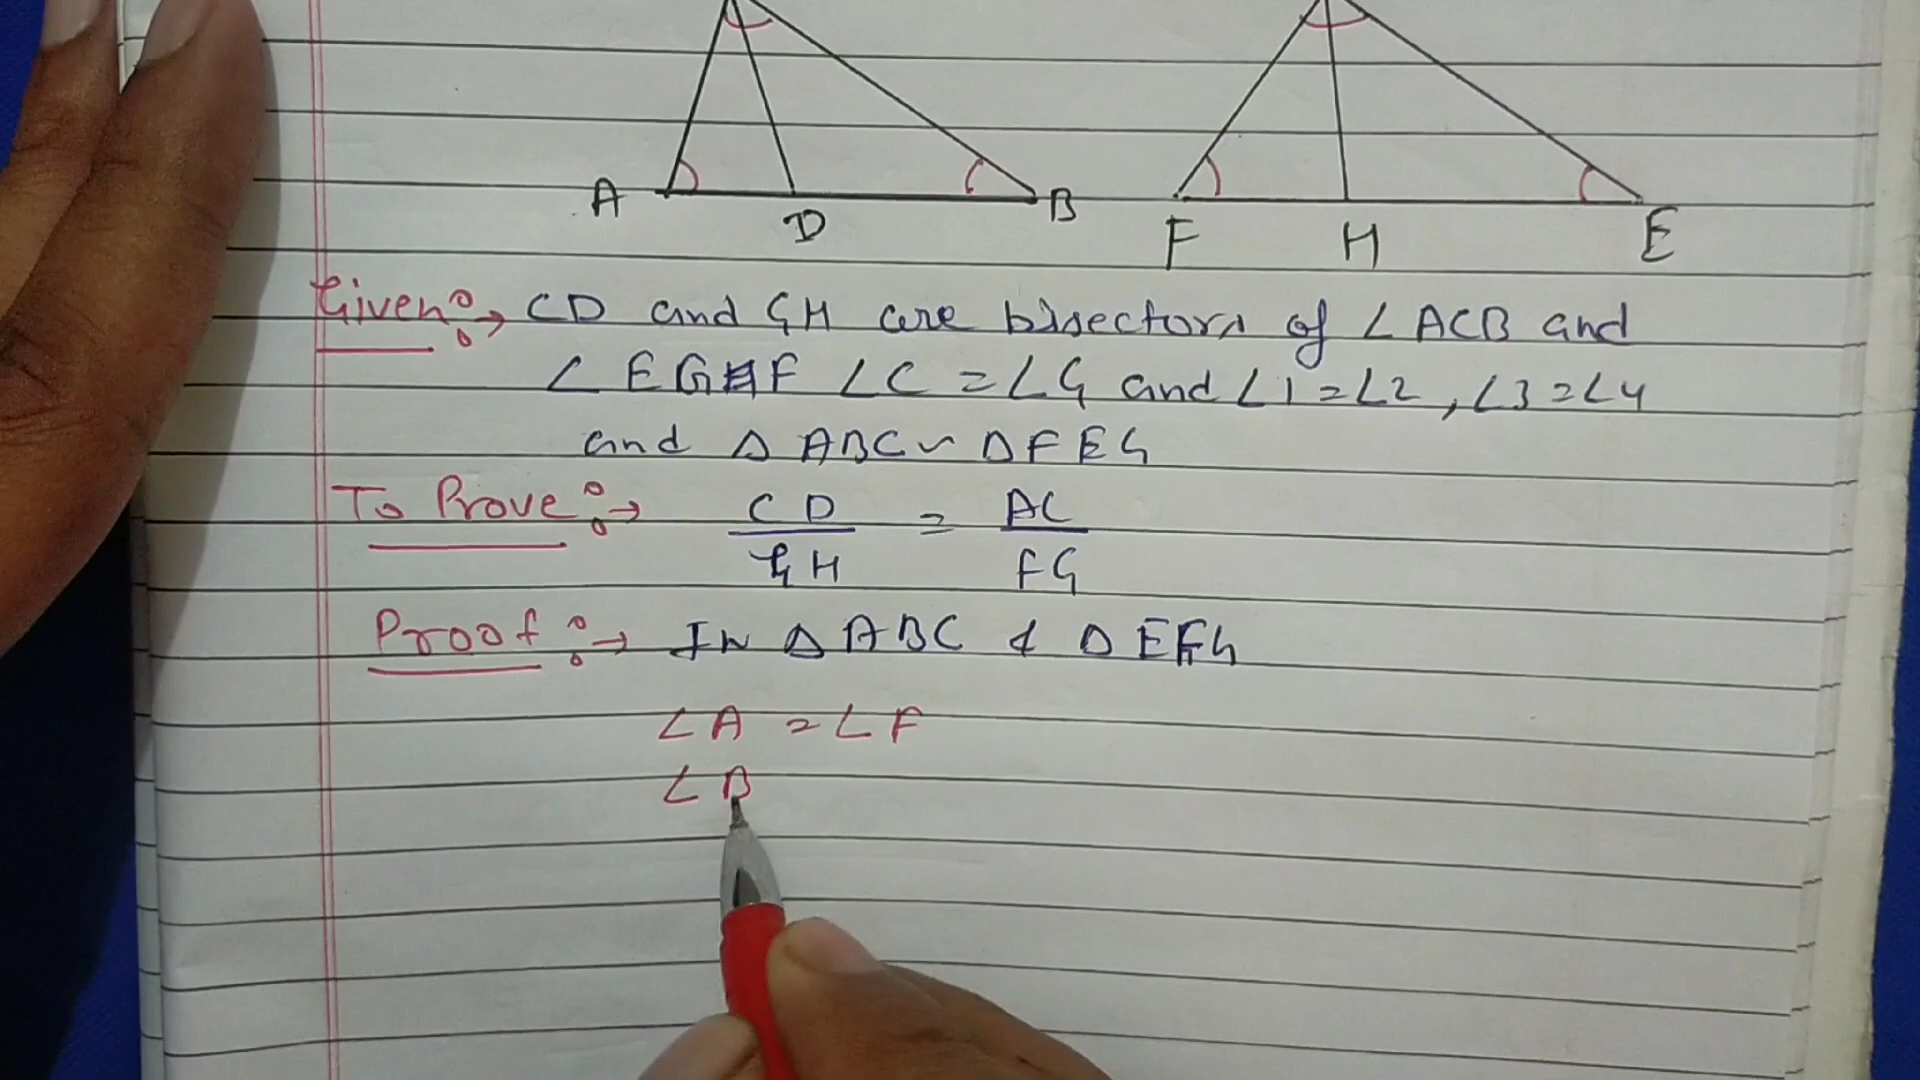 A D B F H E
Given :→ CD and GH are bisectors of ∠ACB and
∠EGF ∠C = ∠G and ∠1=∠2, ∠3=∠4
and △ABC ~ △FEG
To Prove :→ CD/GH = AC/FG
Proof :→ In △ABC & △EFG
∠A = ∠F
∠B